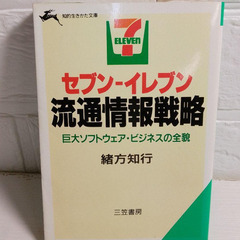 知的生きかた文庫
7
ELEVEN
セブン-イレブン
流通情報戦略
巨大ソフトウェア・ビジネスの全貌
緒方知行
三笠書房